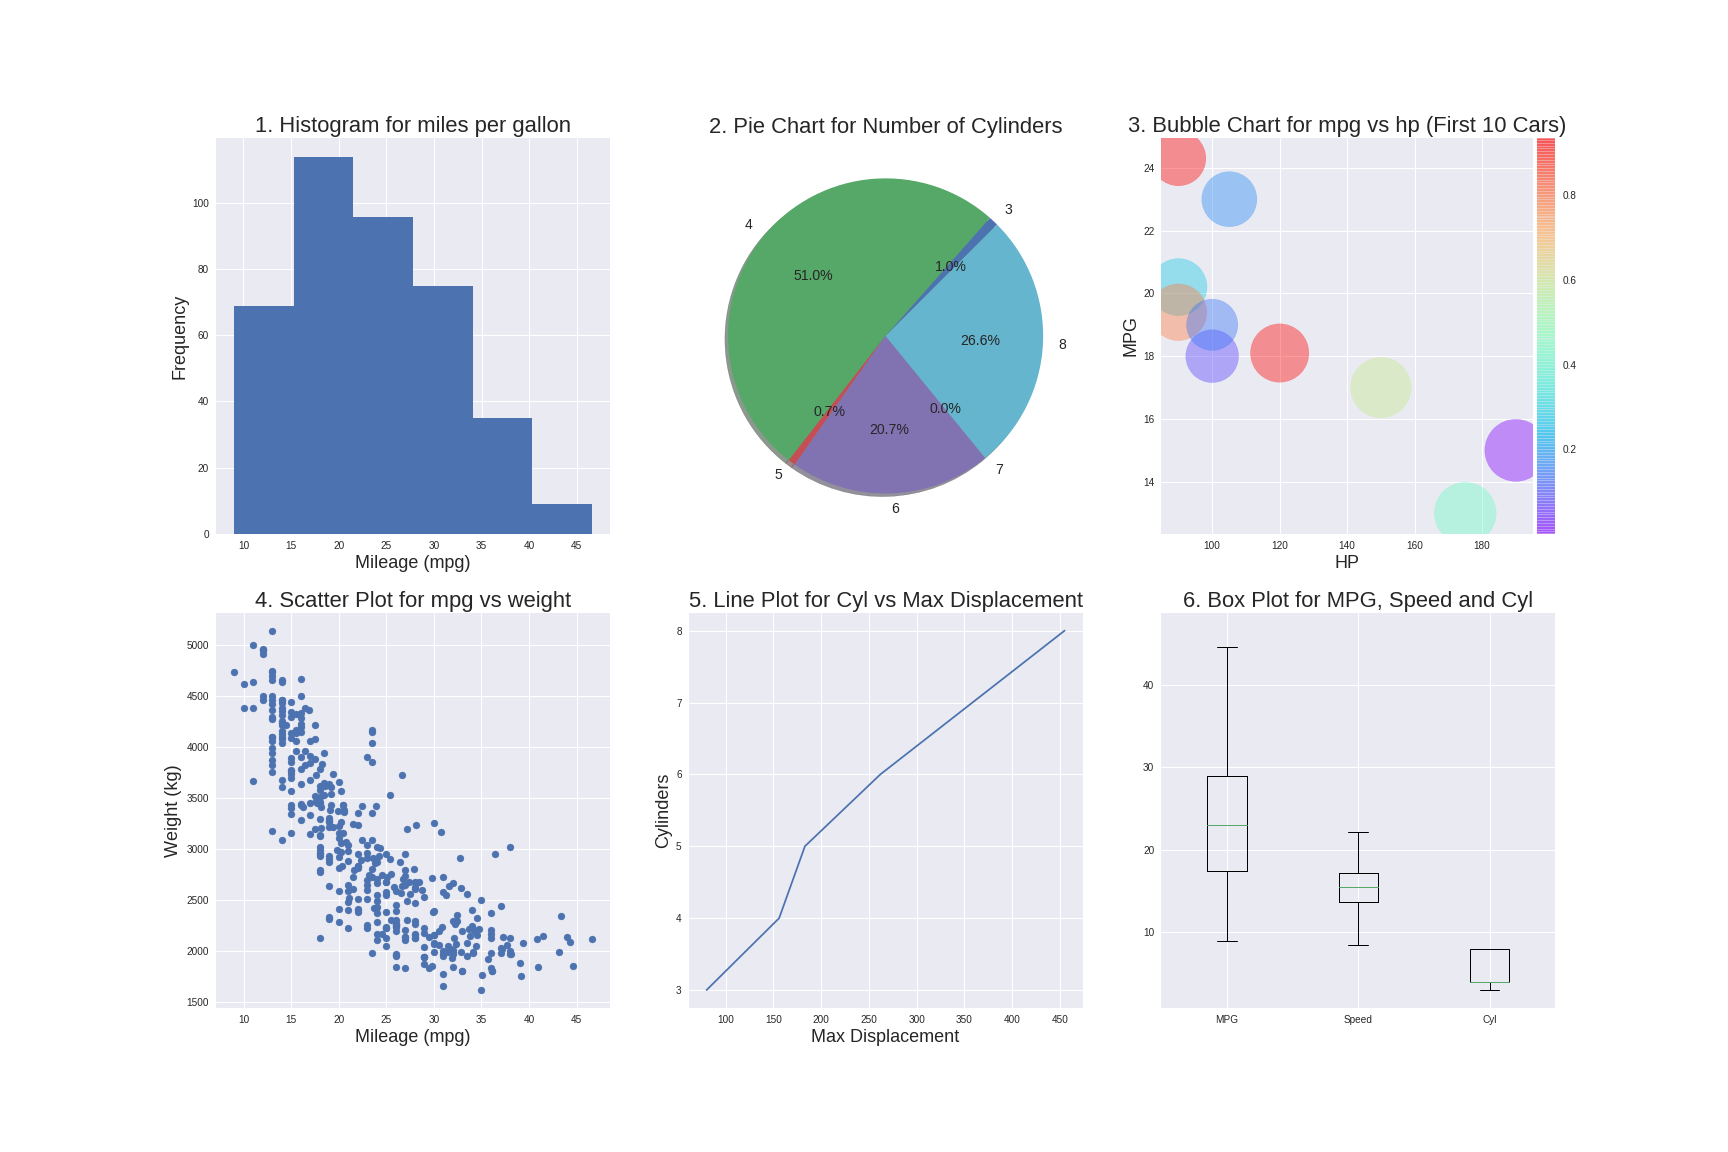 1. Histogram for miles per gallon
100
80
60
40
20
0
Frequency
10 15 20 25 30 35 40 45
Mileage (mpg)
2. Pie Chart for Number of Cylinders
3
4
1.0%
51.0%
26.6%
8
0.7%
0.0%
20.7%
5
7
6
3. Bubble Chart for mpg vs hp (First 10 Cars)
24
22
20
18
16
14
MPG
100 120 140 160 180
HP
0.8
0.6
0.4
0.2
4. Scatter Plot for mpg vs weight
5000
4500
4000
3500
3000
2500
2000
1500
Weight (kg)
10 15 20 25 30 35 40 45
Mileage (mpg)
5. Line Plot for Cyl vs Max Displacement
8
7
6
5
4
3
Cylinders
100 150 200 250 300 350 400 450
Max Displacement
6. Box Plot for MPG, Speed and Cyl
40
30
20
10
MPG Speed Cyl